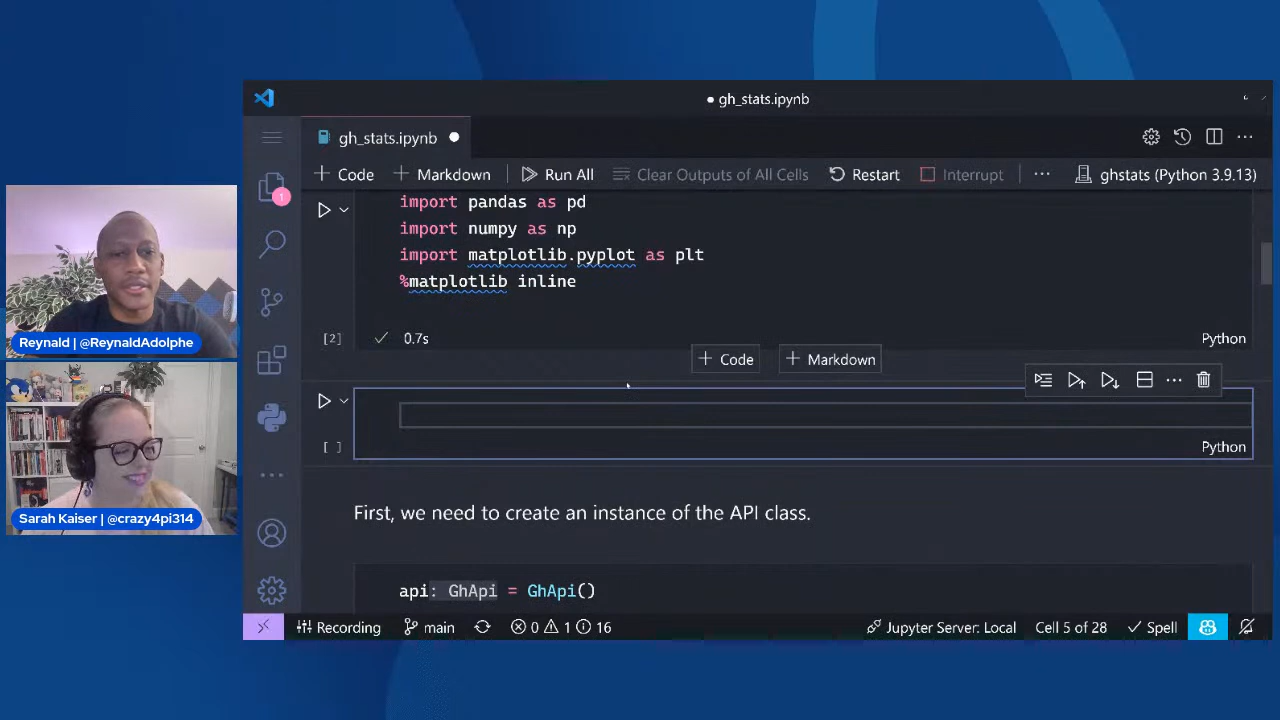 gh_stats.ipynb
gh_stats.ipynb
Code
Markdown
Run All
Clear Outputs of All Cells
Restart
Interrupt
ghstats (Python 3.9.13)
1
import pandas as pd
import numpy as np
import matplotlib.pyplot as plt
%matplotlib inline
[2]
0.7s
Python
Code
Markdown
[ ]
Python
First, we need to create an instance of the API class.
api: GhApi = GhApi()
Reynald | @ReynaldAdolphe
Sarah Kaiser | @crazy4pi314
Recording
main
0
1
16
Jupyter Server: Local
Cell 5 of 28
Spell